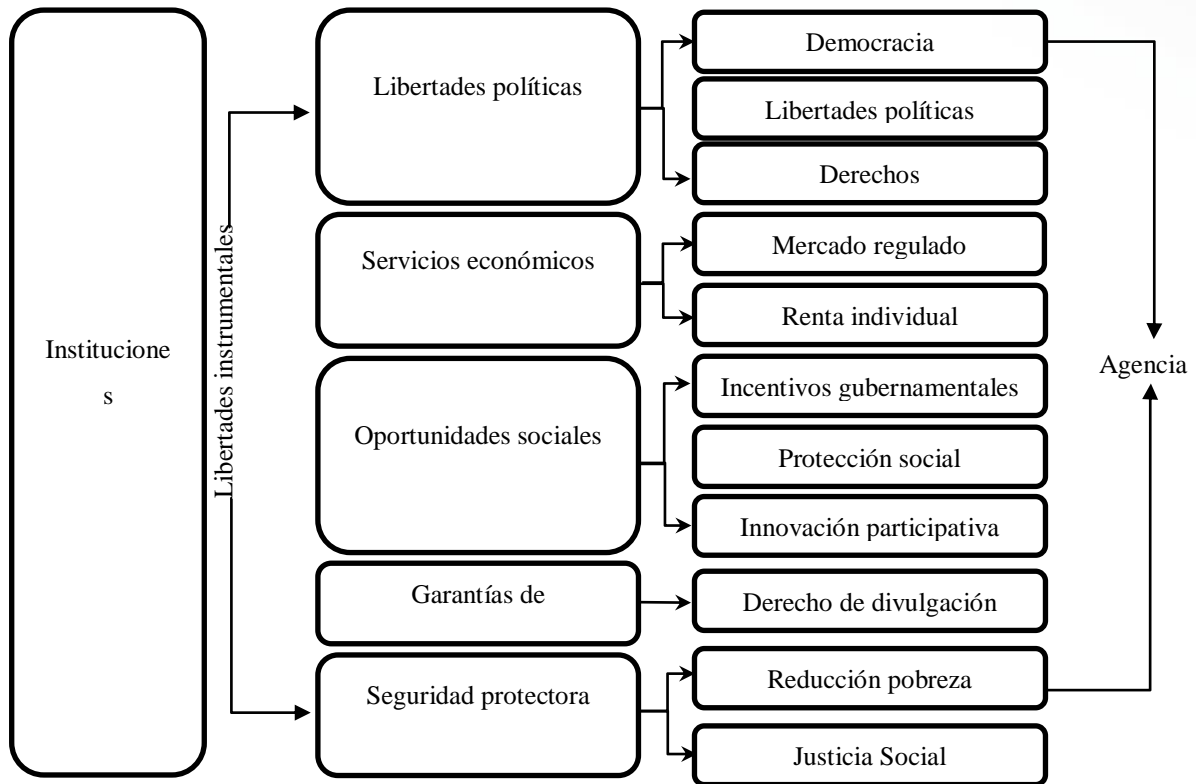 Institucione
s
Libertades instrumentales
Libertades políticas
Democracia
Libertades políticas
Derechos
Servicios económicos
Mercado regulado
Renta individual
Oportunidades sociales
Incentivos gubernamentales
Protección social
Innovación participativa
Garantías de
Derecho de divulgación
Seguridad protectora
Reducción pobreza
Justicia Social
Agencia